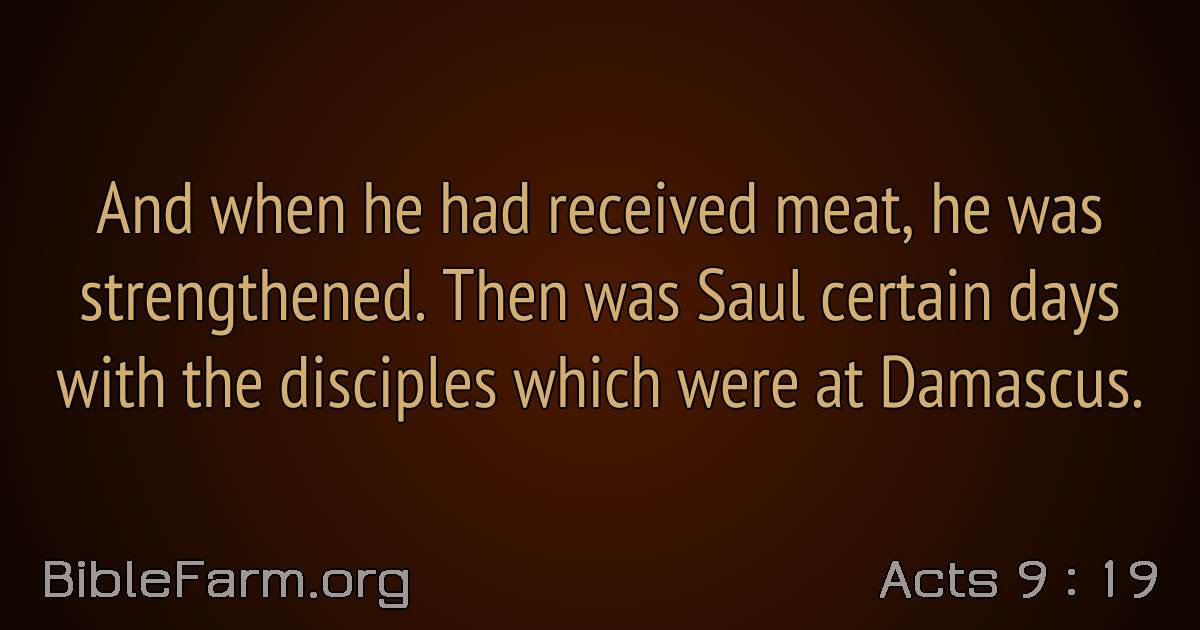 And when he had received meat, he was
strengthened. Then was Saul certain days
with the disciples which were at Damascus.
BibleFarm.org
Acts 9 : 19